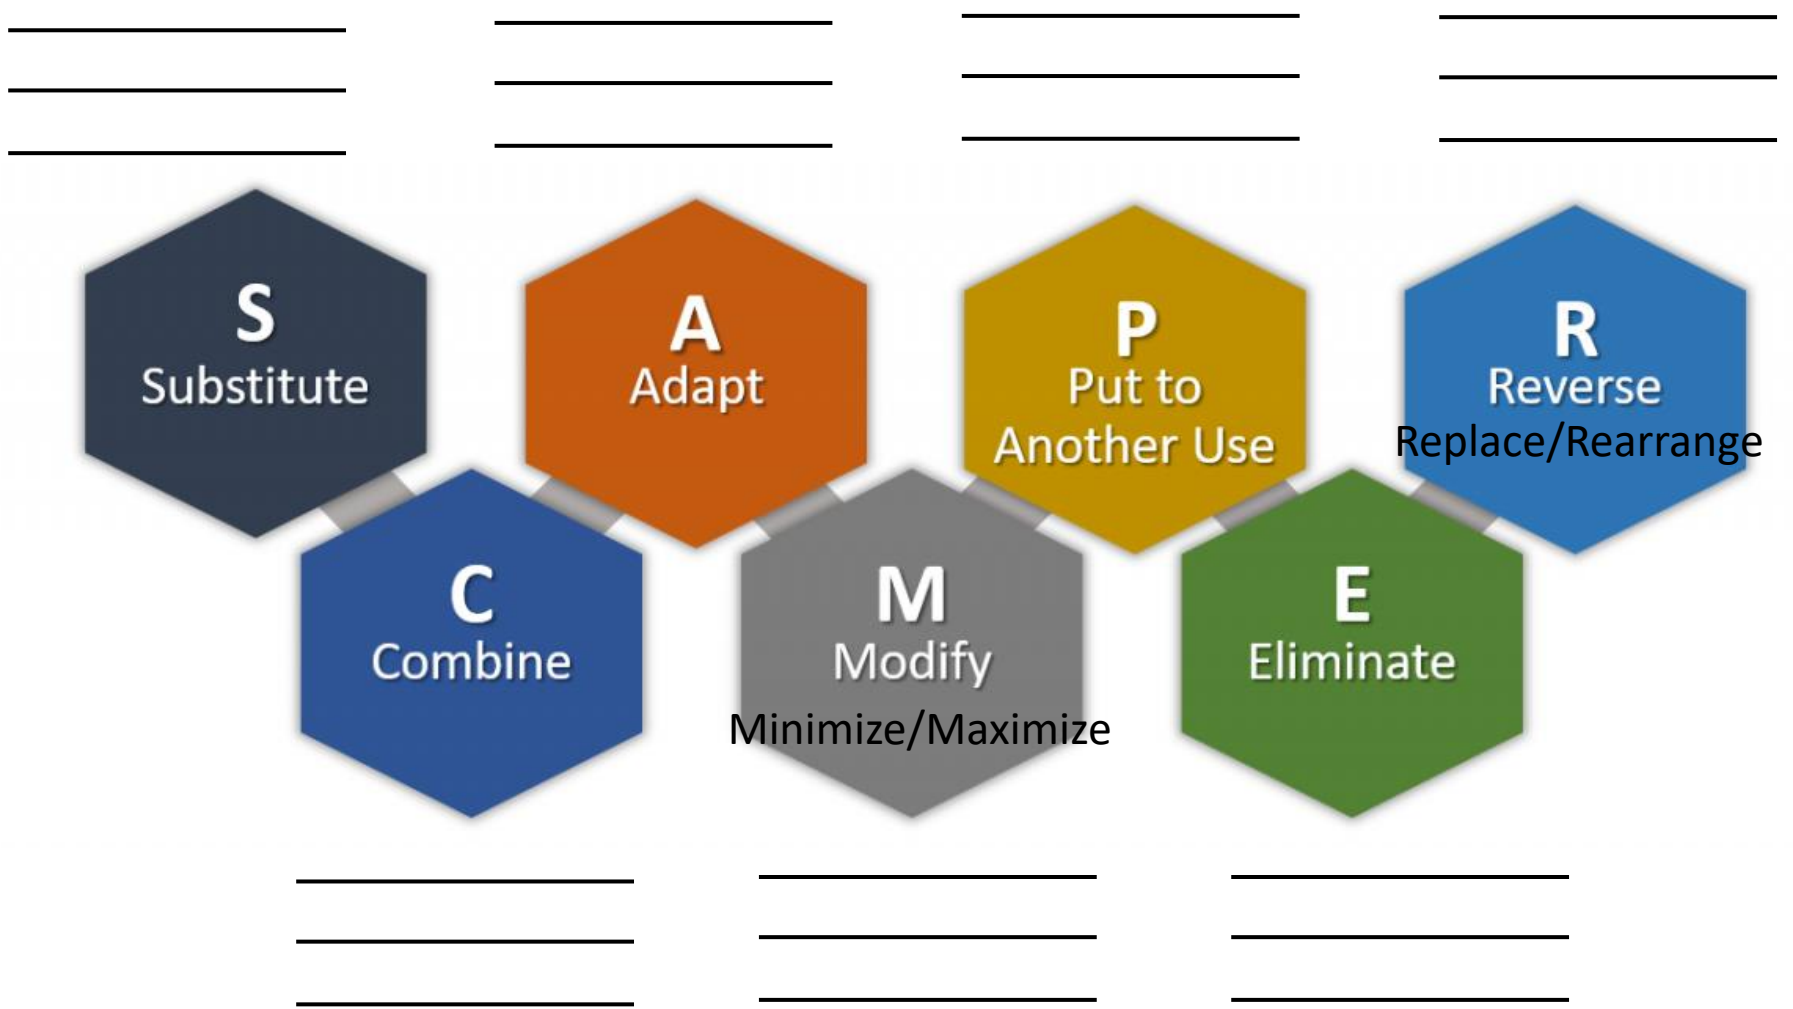 S
Substitute
C
Combine
A
Adapt
M
Modify
Minimize/Maximize
P
Put to
Another Use
E
Eliminate
R
Reverse
Replace/Rearrange